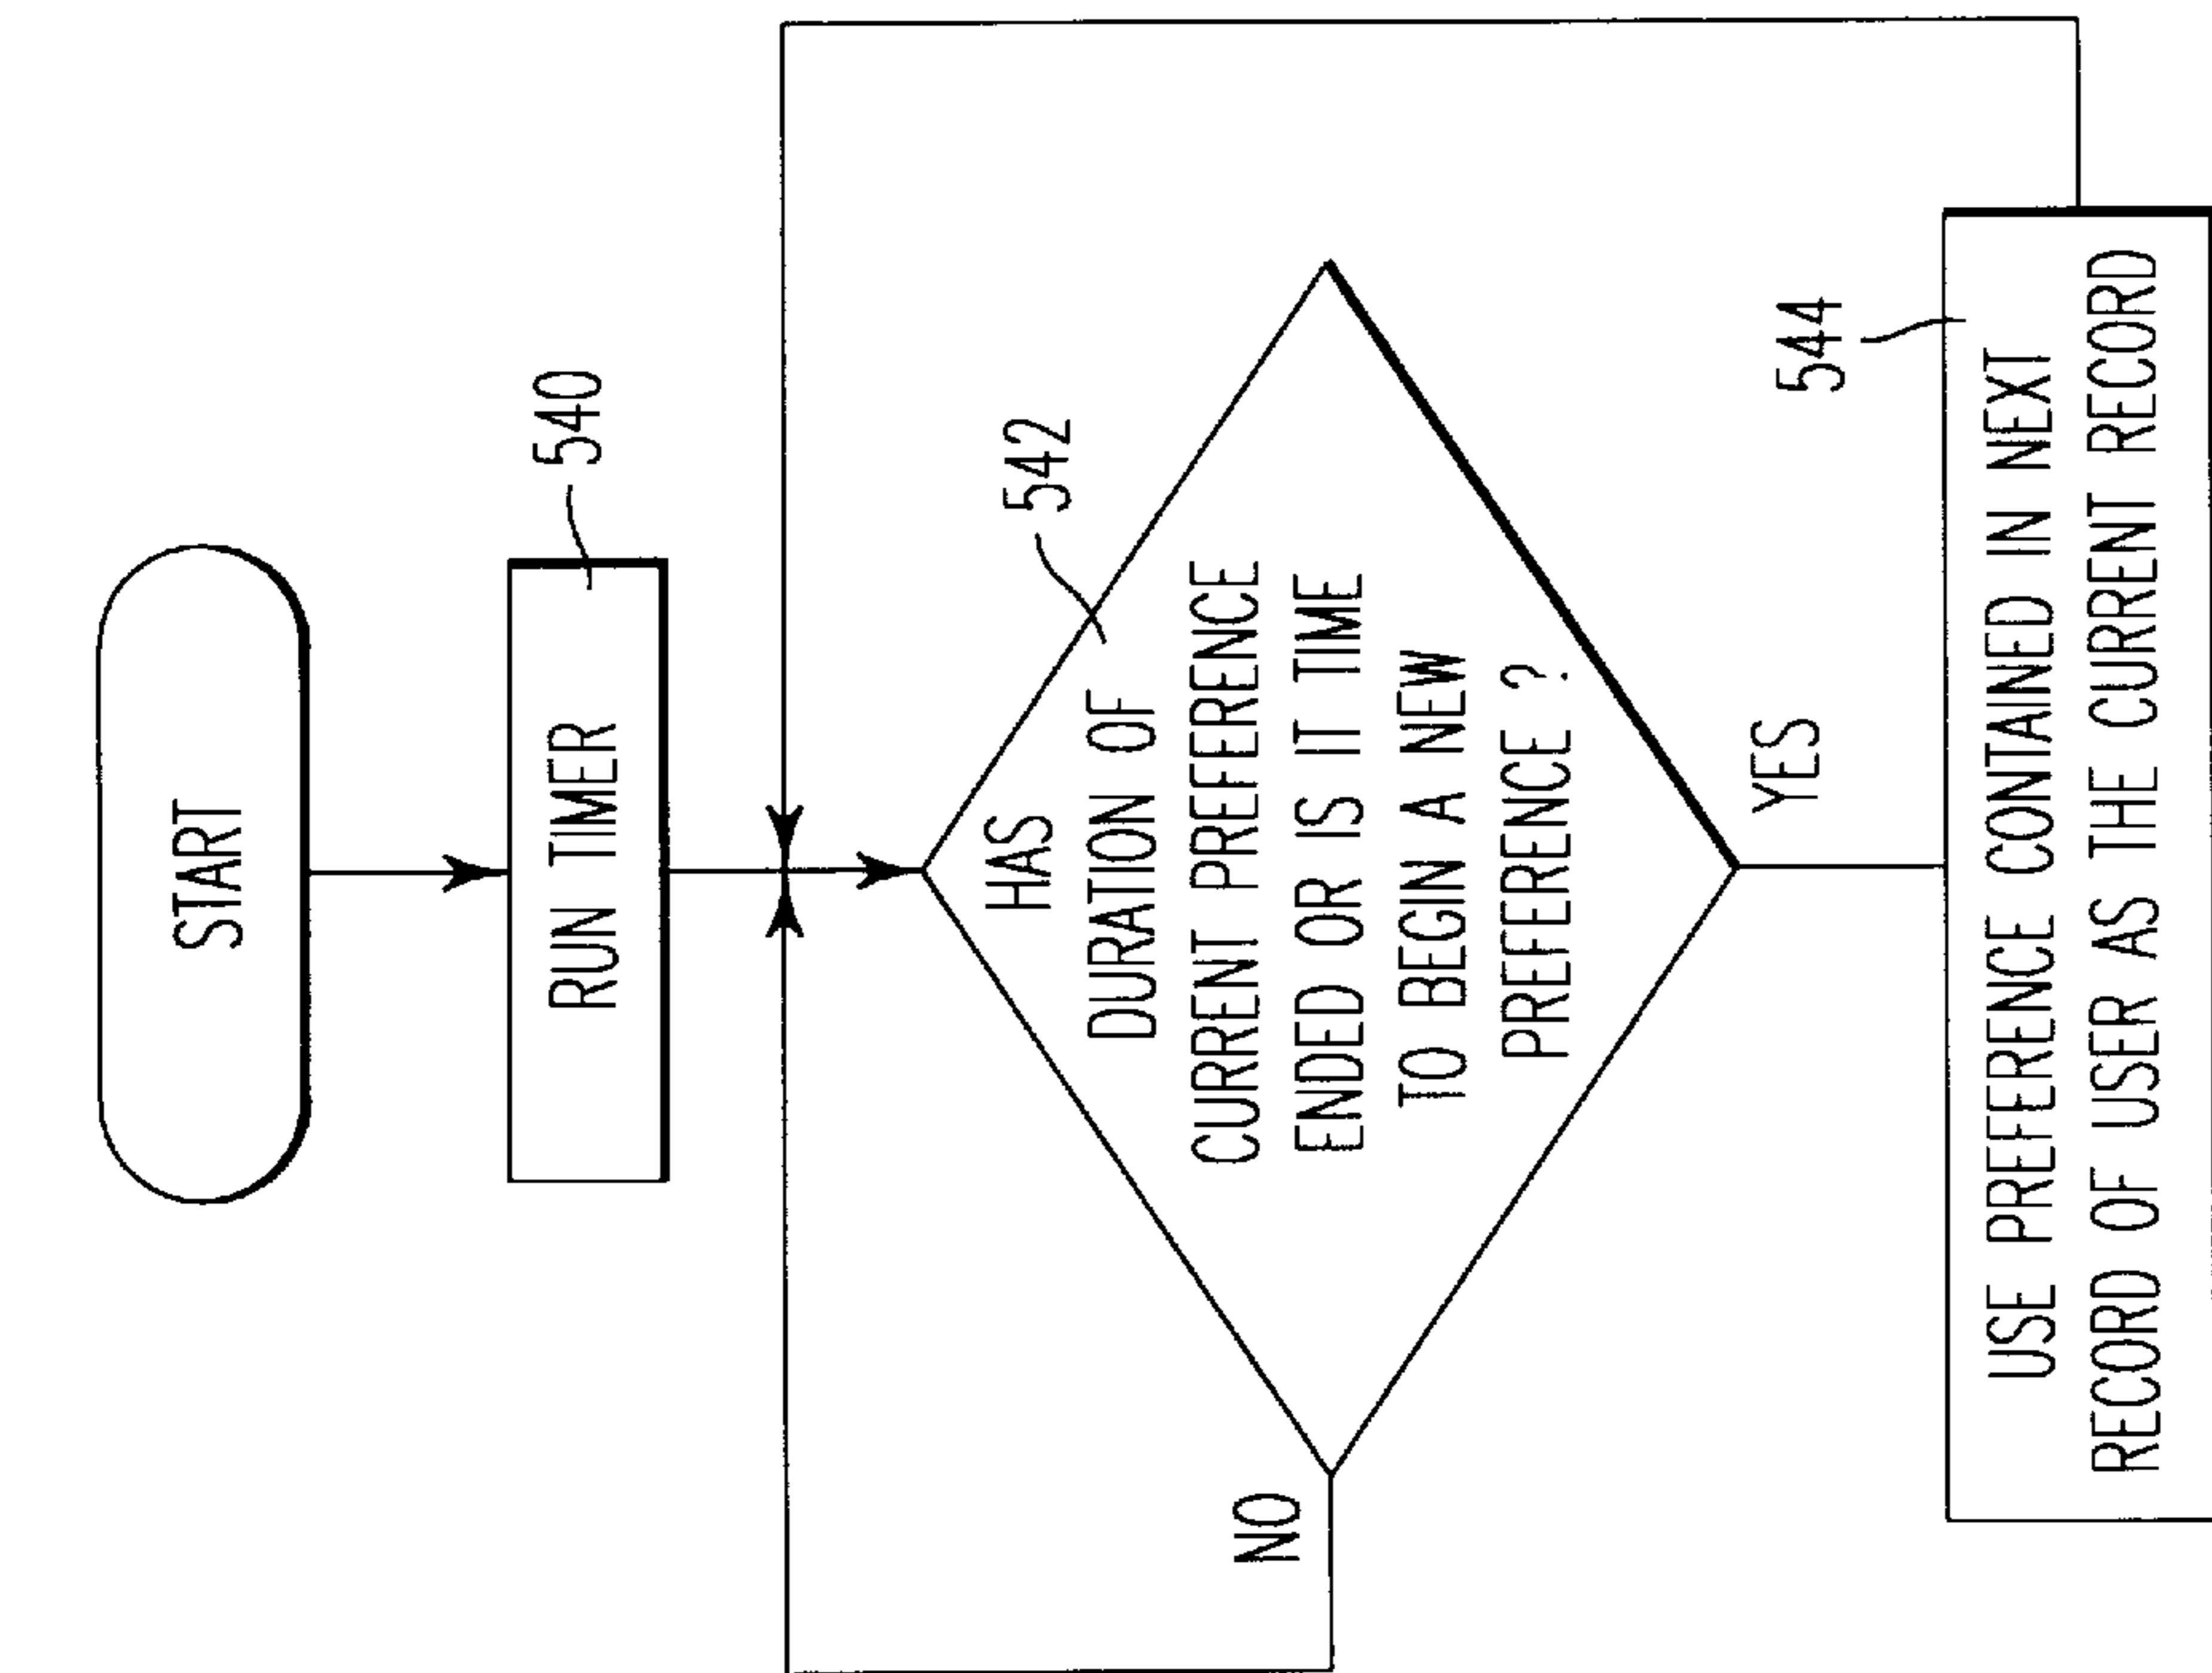 START
RUN TIMER
540
HAS
DURATION OF
CURRENT PREFERENCE
ENDED OR IS IT TIME
TO BEGIN A NEW
PREFERENCE ?
542
NO
YES
544
USE PREFERENCE CONTAINED IN NEXT
RECORD OF USER AS THE CURRENT RECORD